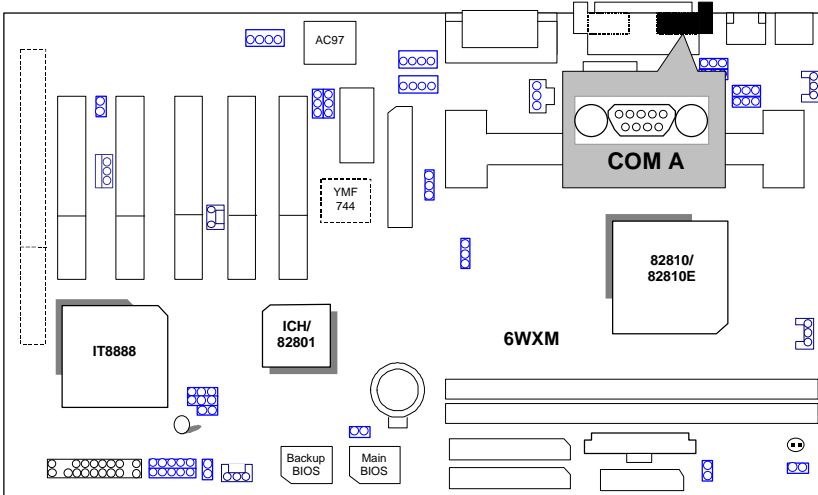 AC97
COM A
YMF
744
82810/
82810E
ICH/
82801
6WXM
IT8888
Backup
BIOS
Main
BIOS